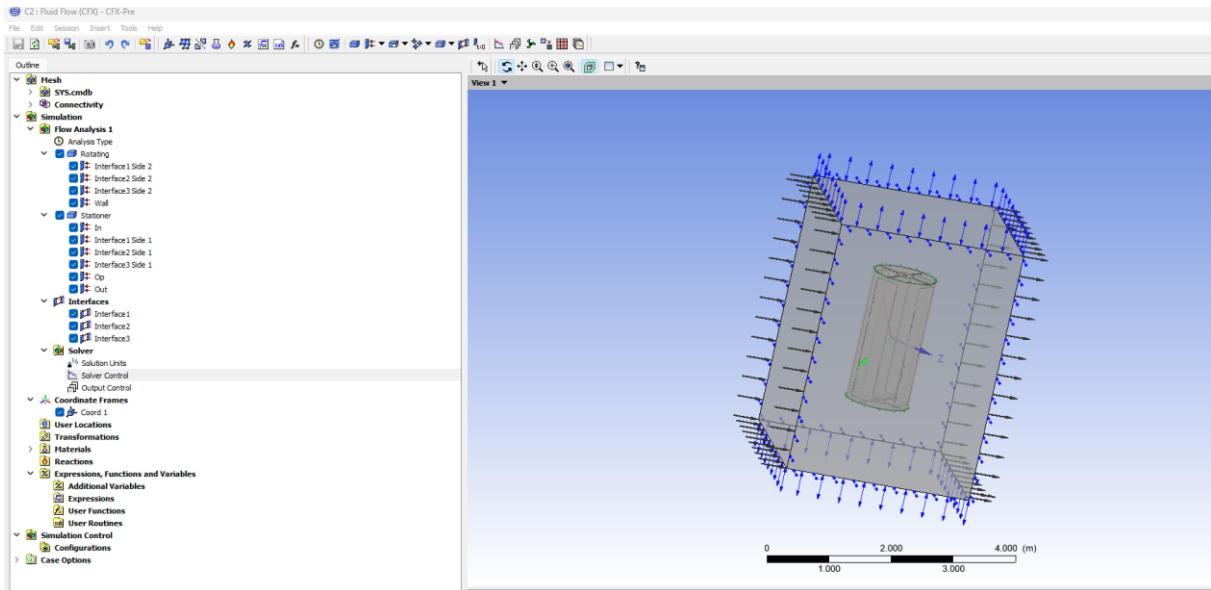 C2 : Fluid Flow (CFX) - CFX-Pre
File Edit Session Insert Tools Help
Outline
Mesh
SYS.cmdb
Connectivity
Simulation
Flow Analysis 1
Analysis Type
Rotating
Interface1 Side 2
Interface2 Side 2
Interface3 Side 2
Wall
Stationer
In
Interface1 Side 1
Interface2 Side 1
Interface3 Side 1
Op
Out
Interfaces
Interface1
Interface2
Interface3
Solver
Solution Units
Solver Control
Output Control
Coordinate Frames
Coord 1
User Locations
Transformations
Materials
Reactions
Expressions, Functions and Variables
Additional Variables
Expressions
User Functions
User Routines
Simulation Control
Configurations
Case Options
View 1
Z
0 2.000 4.000 (m)
1.000 3.000